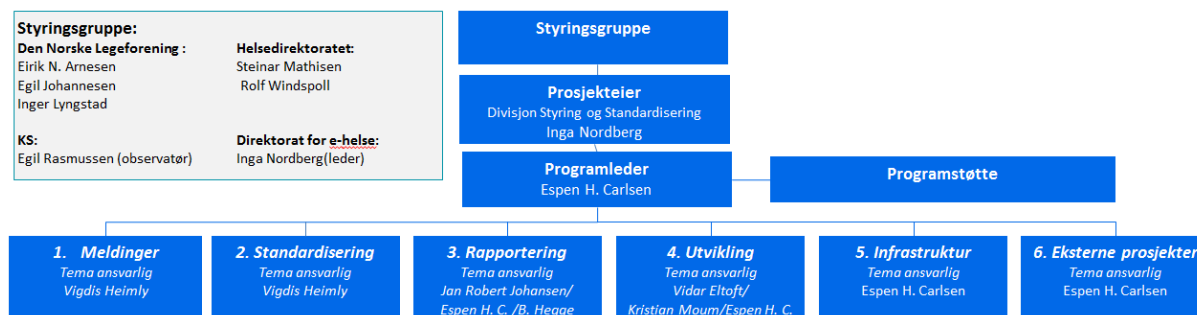 Styringsgruppe:
Den Norske Legeforening :
Eirik N. Arnesen
Egil Johannesen
Inger Lyngstad
Helsedirektoratet:
Steinar Mathisen
Rolf Windspoll
KS:
Egil Rasmussen (observatør)
Direktorat for e-helse:
Inga Nordberg(leder)
Styringsgruppe
Prosjekteier
Divisjon Styring og Standardisering
Inga Nordberg
Programleder
Espen H. Carlsen
Programstøtte
1. Meldinger
Tema ansvarlig
Vigdis Heimly
2. Standardisering
Tema ansvarlig
Vigdis Heimly
3. Rapportering
Tema ansvarlig
Jan Robert Johansen/
Espen H. C. /B. Hegge
4. Utvikling
Tema ansvarlig
Vidar Eltoft/
Kristian Moum/Espen H. C.
5. Infrastruktur
Tema ansvarlig
Espen H. Carlsen
6. Eksterne prosjekter
Tema ansvarlig
Espen H. Carlsen